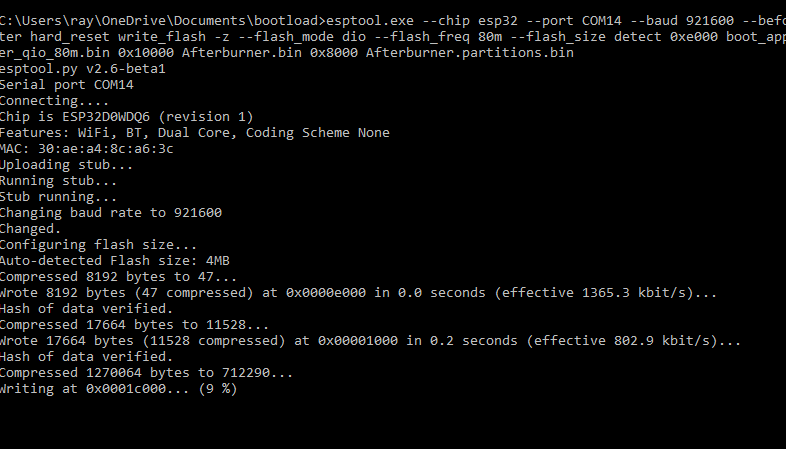 C:\Users\ray\OneDrive\Documents\bootload>esptool.exe --chip esp32 --port COM14 --baud 921600 --befo
ter hard_reset write_flash -z --flash_mode dio --flash_freq 80m --flash_size detect 0xe000 boot_app
er_qio_80m.bin 0x10000 Afterburner.bin 0x8000 Afterburner.partitions.bin
esptool.py v2.6-beta1
Serial port COM14
Connecting....
Chip is ESP32D0WDQ6 (revision 1)
Features: WiFi, BT, Dual Core, Coding Scheme None
MAC: 30:ae:a4:8c:a6:3c
Uploading stub...
Running stub...
Stub running...
Changing baud rate to 921600
Changed.
Configuring flash size...
Auto-detected Flash size: 4MB
Compressed 8192 bytes to 47...
Wrote 8192 bytes (47 compressed) at 0x0000e000 in 0.0 seconds (effective 1365.3 kbit/s)...
Hash of data verified.
Compressed 17664 bytes to 11528...
Wrote 17664 bytes (11528 compressed) at 0x00001000 in 0.2 seconds (effective 802.9 kbit/s)...
Hash of data verified.
Compressed 1270064 bytes to 712290...
Writing at 0x0001c000... (9 %)